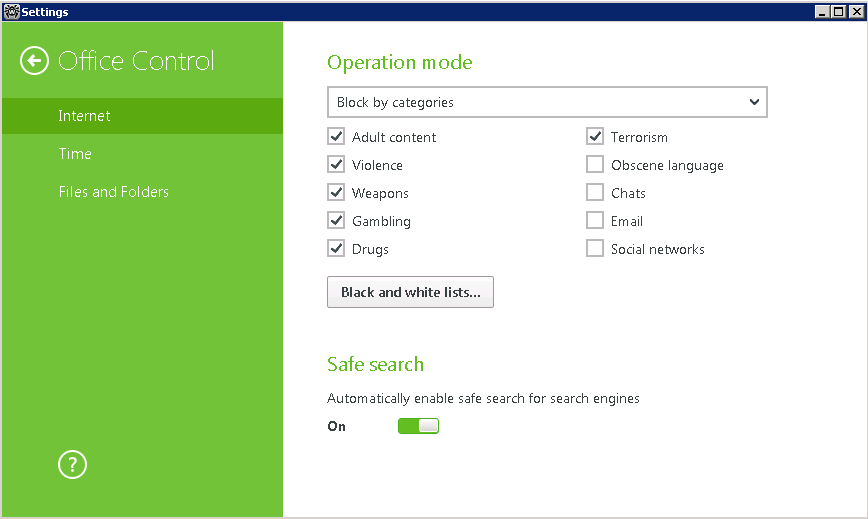 Settings
Office Control
Internet
Time
Files and Folders
?
Operation mode
Block by categories
Adult content
Violence
Weapons
Gambling
Drugs
Terrorism
Obscene language
Chats
Email
Social networks
Black and white lists...
Safe search
Automatically enable safe search for search engines
On